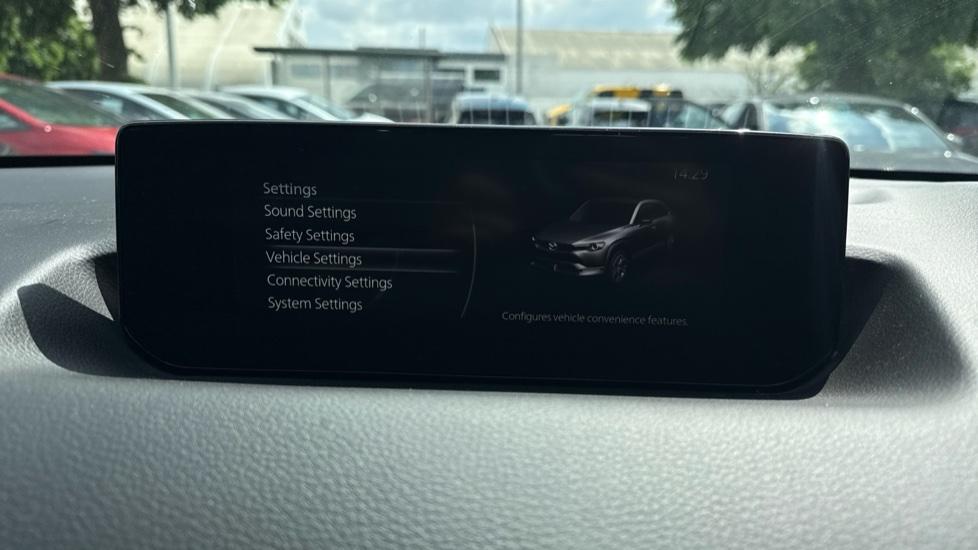 14:29
Settings
Sound Settings
Safety Settings
Vehicle Settings
Connectivity Settings
System Settings
Configures vehicle convenience features.